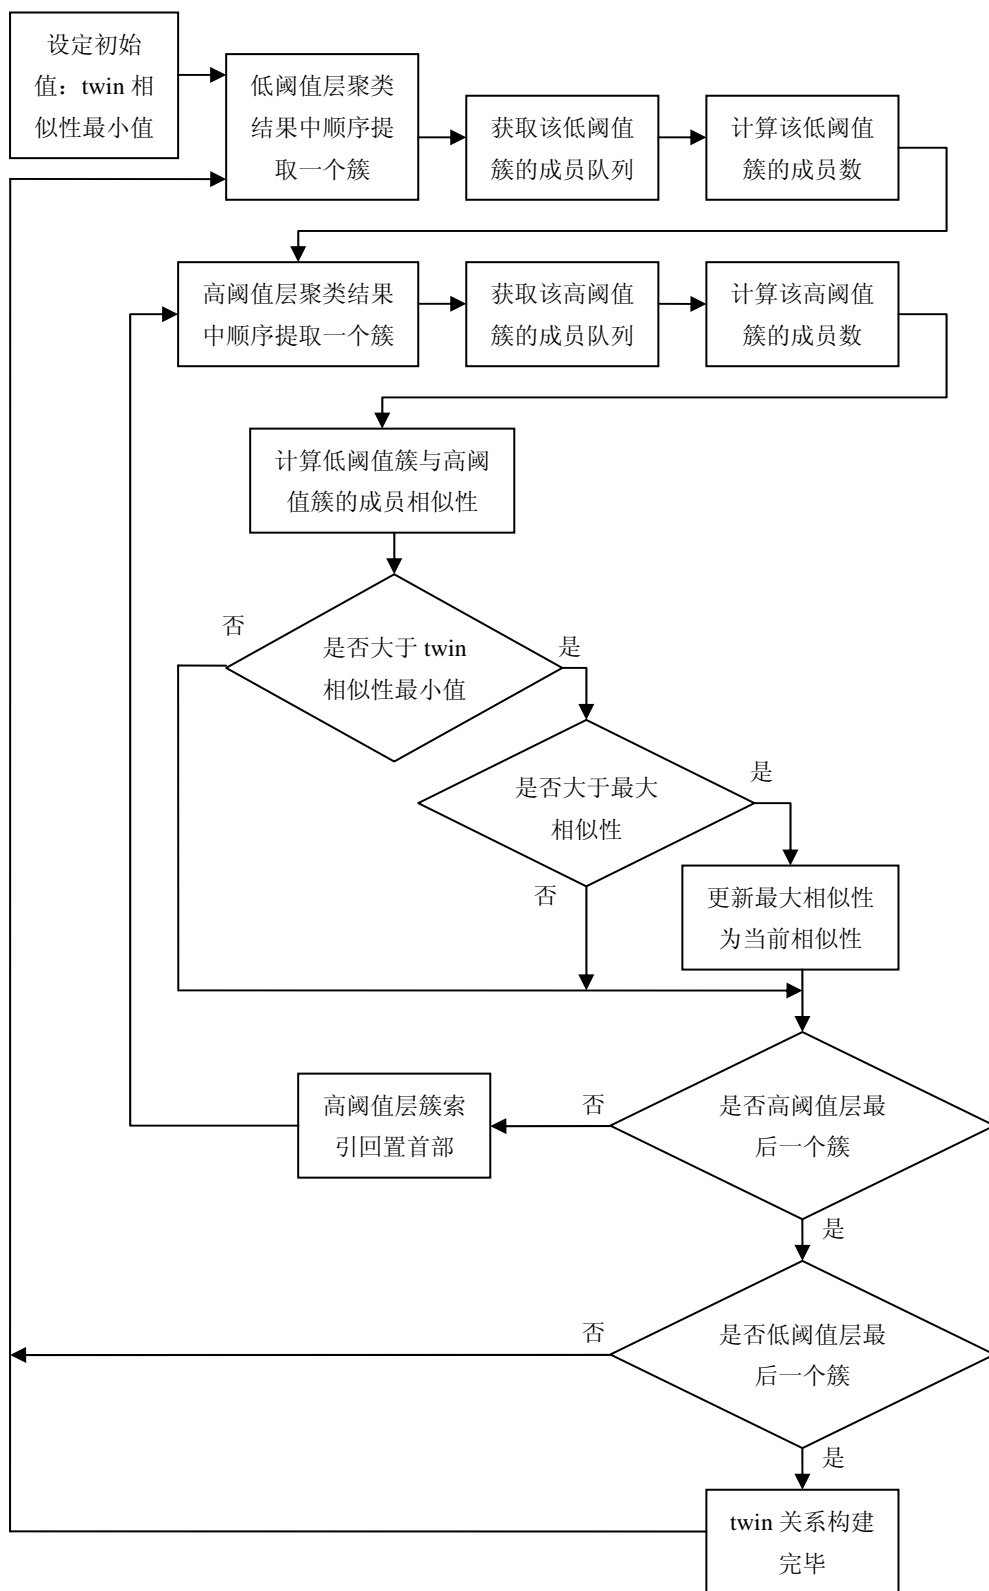 设定初始
值：twin 相
似性最小值
低阈值层聚类
结果中顺序提
取一个簇
获取该低阈值
簇的成员队列
计算该低阈值
簇的成员数
高阈值层聚类结果
中顺序提取一个簇
获取该高阈值
簇的成员队列
计算该高阈值
簇的成员数
计算低阈值簇与高阈
值簇的成员相似性
否
是否大于 twin
相似性最小值
是
是否大于最大
相似性
是
否
更新最大相似性
为当前相似性
高阈值层簇索
引回置首部
否
是否高阈值层最
后一个簇
是
否
是否低阈值层最
后一个簇
是
twin 关系构建
完毕